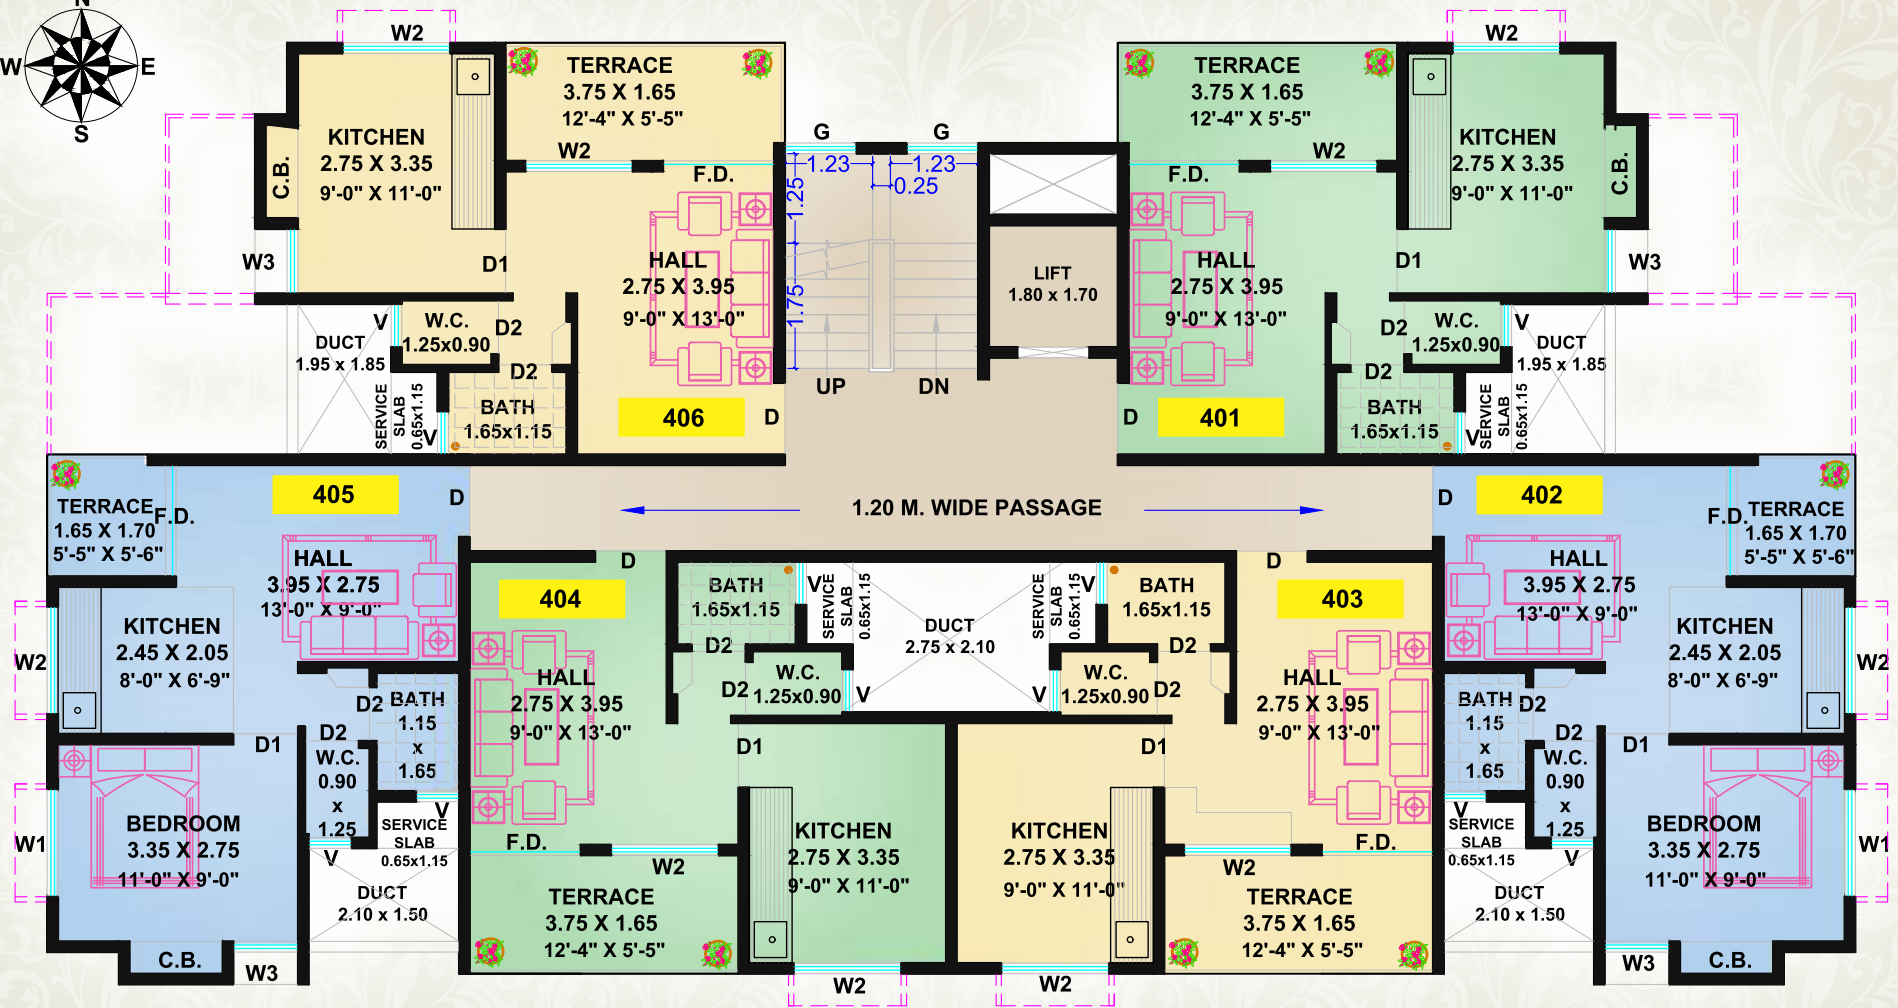 N
W
E
S
W2
KITCHEN
2.75 X 3.35
9'-0" X 11'-0"
C.B.
W3
D1
TERRACE
3.75 X 1.65
12'-4" X 5'-5"
W2
F.D.
HALL
2.75 X 3.95
9'-0" X 13'-0"
406
D
DUCT
1.95 x 1.85
V
W.C.
1.25x0.90
D2
D2
BATH
1.65x1.15
V
SERVICE
SLAB
0.65x1.15
G
G
1.23
1.23
0.25
1.25
1.75
UP
DN
LIFT
1.80 x 1.70
TERRACE
3.75 X 1.65
12'-4" X 5'-5"
W2
F.D.
HALL
2.75 X 3.95
9'-0" X 13'-0"
401
D
W2
KITCHEN
2.75 X 3.35
9'-0" X 11'-0"
C.B.
W3
D1
D2
W.C.
1.25x0.90
V
D2
BATH
1.65x1.15
V
SERVICE
SLAB
0.65x1.15
DUCT
1.95 x 1.85
405
D
TERRACE
1.65 X 1.70
5'-5" X 5'-6"
F.D.
HALL
3.95 X 2.75
13'-0" X 9'-0"
KITCHEN
2.45 X 2.05
8'-0" X 6'-9"
W2
D1
D2
BATH
1.15
x
1.65
D2
W.C.
0.90
x
1.25
V
V
BEDROOM
3.35 X 2.75
11'-0" X 9'-0"
W1
SERVICE
SLAB
0.65x1.15
DUCT
2.10 x 1.50
C.B.
W3
1.20 M. WIDE PASSAGE
D
404
HALL
2.75 X 3.95
9'-0" X 13'-0"
BATH
1.65x1.15
V
SERVICE
SLAB
0.65x1.15
D2
W.C.
1.25x0.90
D2
V
D1
F.D.
W2
TERRACE
3.75 X 1.65
12'-4" X 5'-5"
KITCHEN
2.75 X 3.35
9'-0" X 11'-0"
W2
DUCT
2.75 x 2.10
D
403
SERVICE
SLAB
0.65x1.15
V
BATH
1.65x1.15
D2
W.C.
1.25x0.90
D2
V
HALL
2.75 X 3.95
9'-0" X 13'-0"
D1
KITCHEN
2.75 X 3.35
9'-0" X 11'-0"
W2
F.D.
W2
TERRACE
3.75 X 1.65
12'-4" X 5'-5"
D
402
F.D.
TERRACE
1.65 X 1.70
5'-5" X 5'-6"
HALL
3.95 X 2.75
13'-0" X 9'-0"
KITCHEN
2.45 X 2.05
8'-0" X 6'-9"
W2
BATH
1.15
x
1.65
D2
D2
W.C.
0.90
x
1.25
D1
V
V
SERVICE
SLAB
0.65x1.15
DUCT
2.10 x 1.50
BEDROOM
3.35 X 2.75
11'-0" X 9'-0"
W1
W3
C.B.